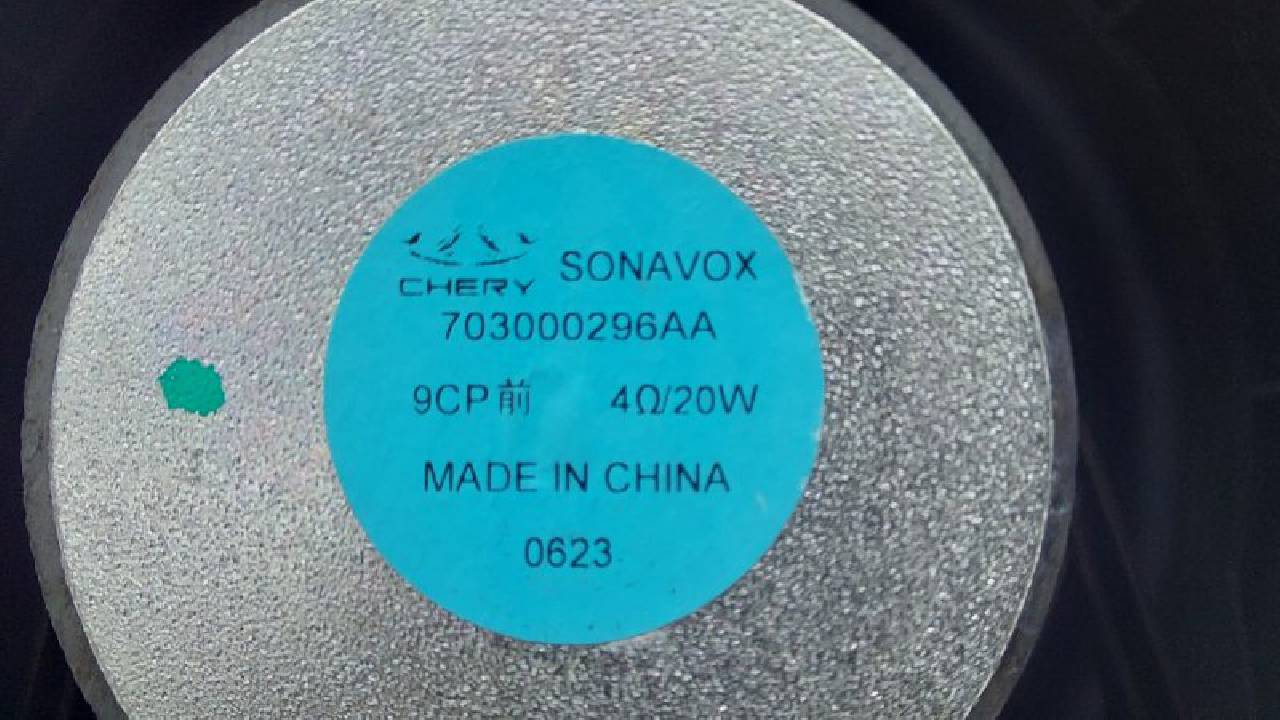 CHERY SONAVOX
703000296AA
9CP前 4Ω/20W
MADE IN CHINA
0623